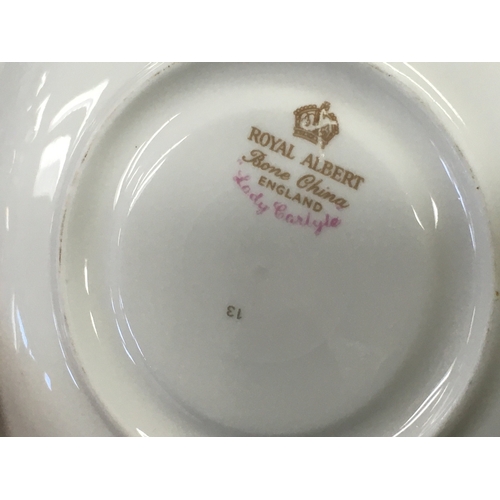 ROYAL ALBERT
Bone China
ENGLAND
Lady Carlyle
13